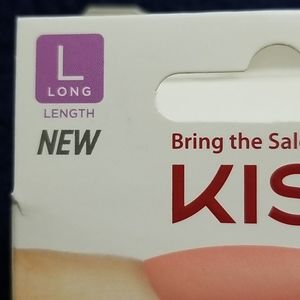 L
LONG
LENGTH
NEW
Bring the Sal
KIS